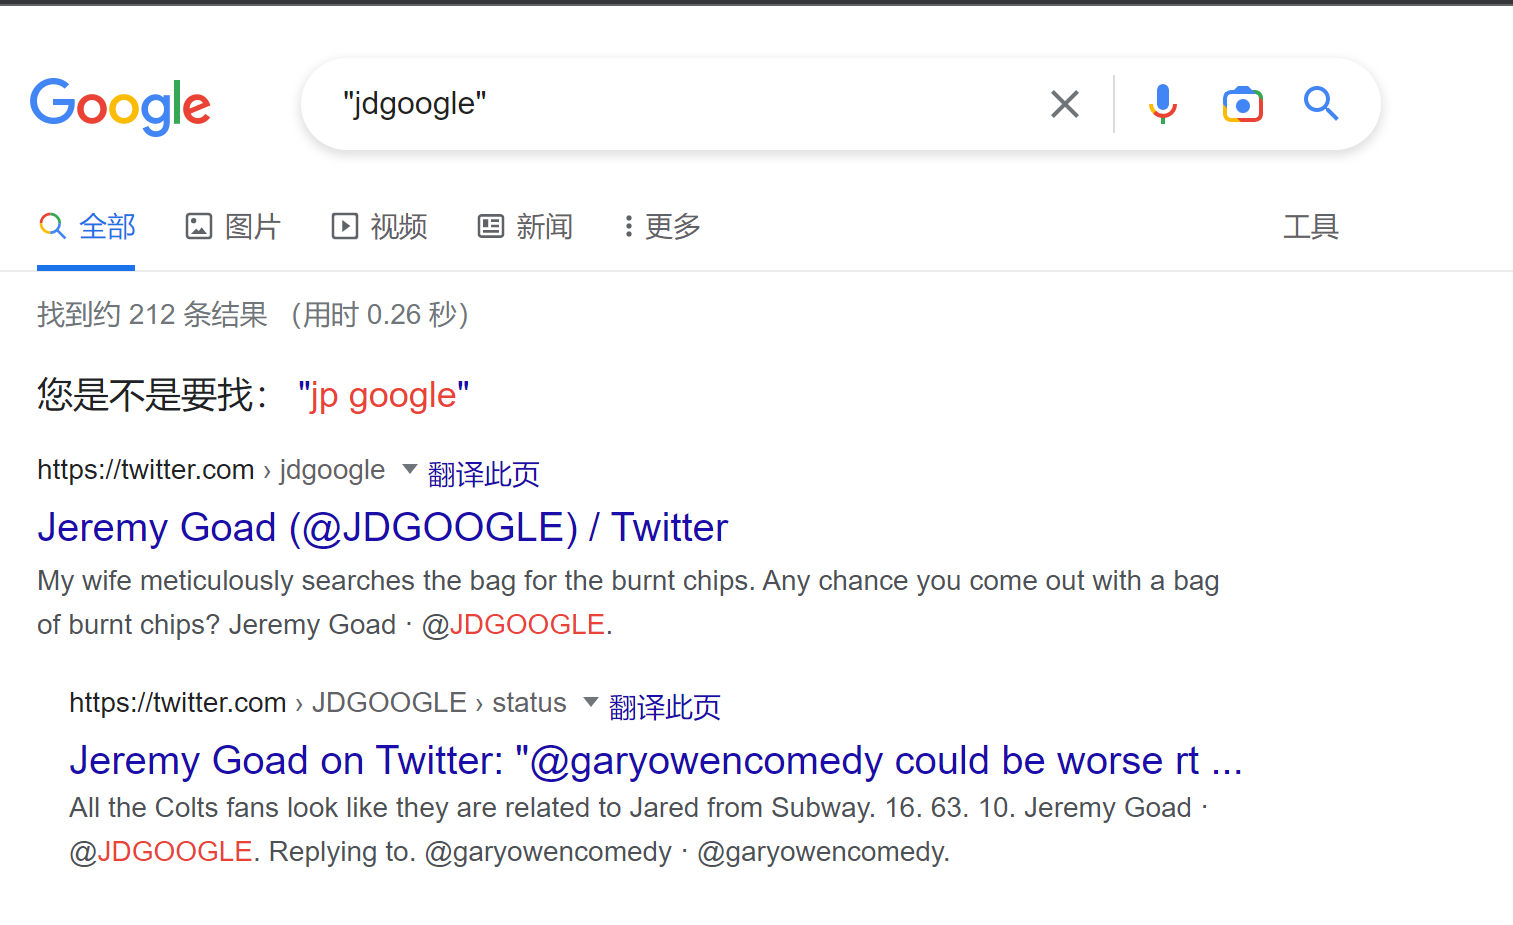 Google
"jdgoogle"
全部 图片 视频 新闻 更多 工具
找到约 212 条结果 （用时 0.26 秒）
您是不是要找： "jp google"
https://twitter.com › jdgoogle 翻译此页
Jeremy Goad (@JDGOOGLE) / Twitter
My wife meticulously searches the bag for the burnt chips. Any chance you come out with a bag
of burnt chips? Jeremy Goad · @JDGOOGLE.
https://twitter.com › JDGOOGLE › status 翻译此页
Jeremy Goad on Twitter: "@garyowencomedy could be worse rt ...
All the Colts fans look like they are related to Jared from Subway. 16. 63. 10. Jeremy Goad ·
@JDGOOGLE. Replying to. @garyowencomedy · @garyowencomedy.